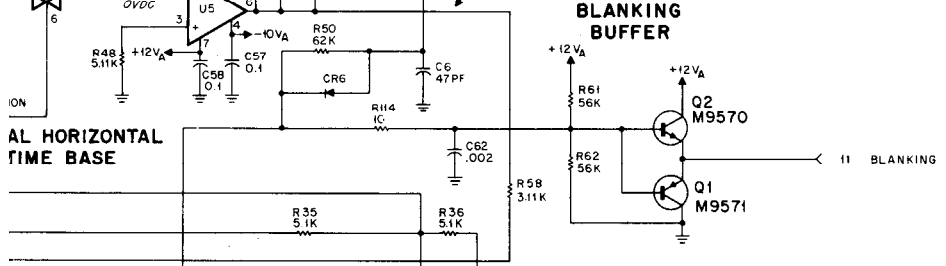 OVDC
U5
6
3
+
7
4
-10VA
+12VA
R48
5.11K
C58
0.1
C57
0.1
R50
62K
CR6
C6
47PF
R114
C62
.002
6
ION
AL HORIZONTAL
TIME BASE
R35
5.1K
R36
5.1K
R58
3.11K
BLANKING
BUFFER
+12VA
R61
56K
R62
56K
+12VA
Q2
M9570
Q1
M9571
11 BLANKING